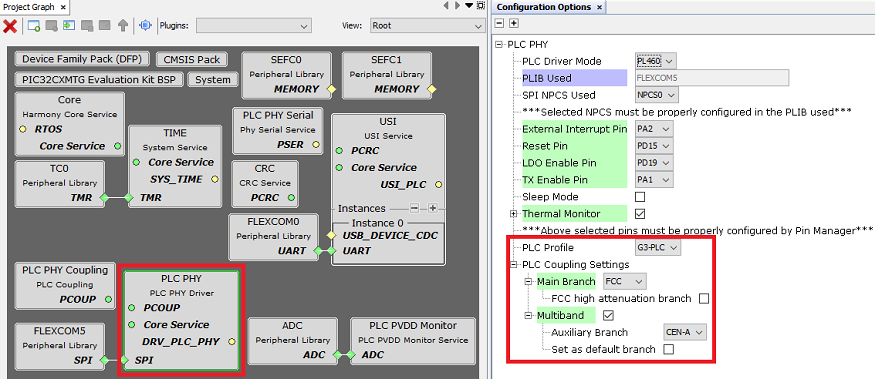 Project Graph ×
Plugins:
View: Root
Device Family Pack (DFP)
CMSIS Pack
PIC32CXMTG Evaluation Kit BSP
System
SEFC0
Peripheral Library
MEMORY
SEFC1
Peripheral Library
MEMORY
Core
Harmony Core Service
RTOS
Core Service
TIME
System Service
Core Service
SYS_TIME
TMR
TC0
Peripheral Library
TMR
PLC PHY Serial
Phy Serial Service
PSER
CRC
CRC Service
PCRC
USI
USI Service
PCRC
Core Service
USI_PLC
Instances
Instance 0
USB_DEVICE_CDC
UART
FLEXCOM0
Peripheral Library
UART
PLC PHY Coupling
PLC Coupling
PCOUP
PLC PHY
PLC PHY Driver
PCOUP
Core Service
DRV_PLC_PHY
SPI
FLEXCOM5
Peripheral Library
SPI
ADC
Peripheral Library
ADC
PLC PVDD Monitor
PLC PVDD Monitor Service
ADC
Configuration Options ×
PLC PHY
PLC Driver Mode PL460
PLIB Used FLEXCOM5
SPI NPCS Used NPCS0
***Selected NPCS must be properly configured in the PLIB used***
External Interrupt Pin PA2
Reset Pin PD15
LDO Enable Pin PD19
TX Enable Pin PA1
Sleep Mode
Thermal Monitor
***Above selected pins must be properly configured by Pin Manager***
PLC Profile G3-PLC
PLC Coupling Settings
Main Branch FCC
FCC high attenuation branch
Multiband
Auxiliary Branch CEN-A
Set as default branch